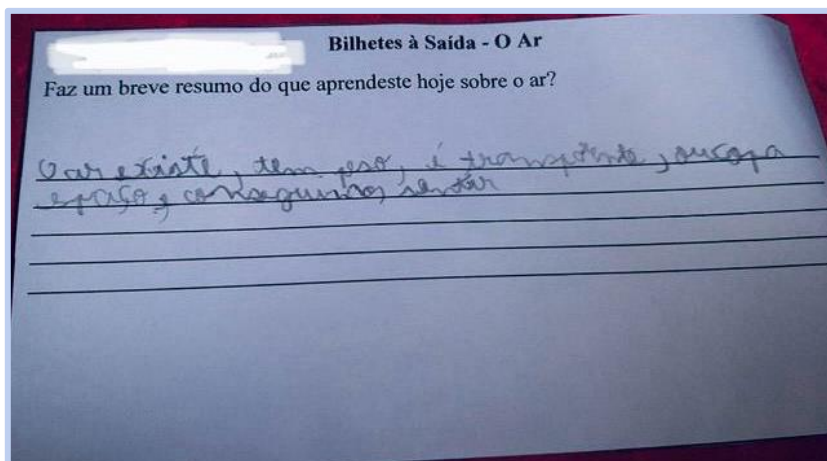 Bilhetes à Saída - O Ar
Faz um breve resumo do que aprendeste hoje sobre o ar?
O ar existe, tem peso, é transparente, oucopa
espaço, conseguimos sentir